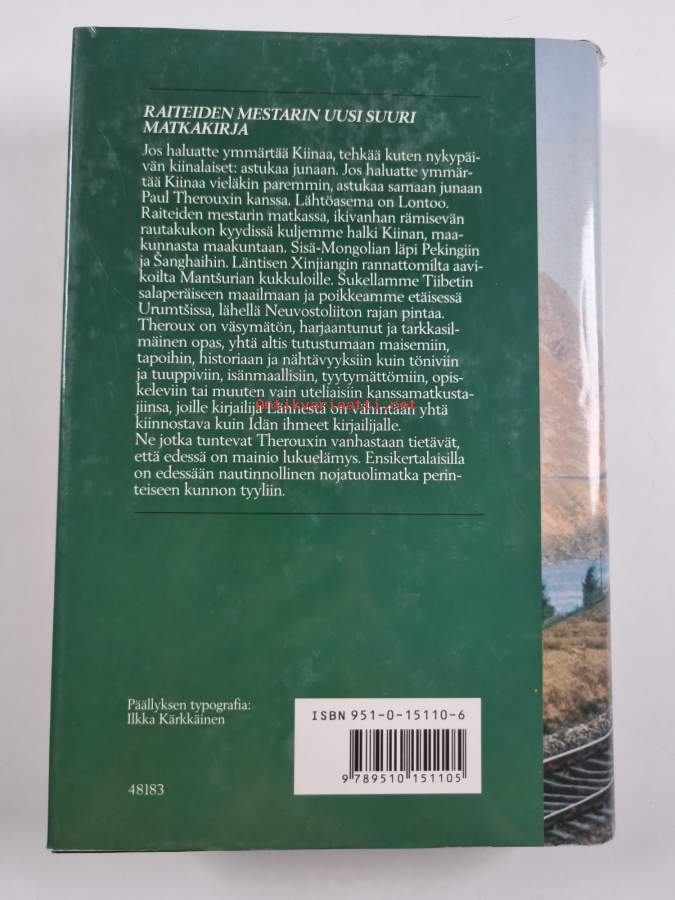 RAITEIDEN MESTARIN UUSI SUURI
MATKAKIRJA
Jos haluatte ymmärtää Kiinaa, tehkää kuten nykypäi-
vän kiinalaiset: astukaa junaan. Jos haluatte ymmär-
tää Kiinaa vieläkin paremmin, astukaa samaan junaan
Paul Therouxin kanssa. Lähtöasema on Lontoo.
Raiteiden mestarin matkassa, ikivanhan rämisevän
rautakukon kyydissä kuljemme halki Kiinan, maa-
kunnasta maakuntaan. Sisä-Mongolian läpi Pekingiin
ja Šanghaihin. Läntisen Xinjiangin rannattomilta aavi-
koilta Mantšurian kukkuloille. Sukellamme Tiibetin
salaperäiseen maailmaan ja poikkeamme etäisessä
Urumtšissa, lähellä Neuvostoliiton rajan pintaa.
Theroux on väsymätön, harjaantunut ja tarkkasil-
mäinen opas, yhtä altis tutustumaan maisemiin,
tapoihin, historiaan ja nähtävyyksiin kuin töniviin
ja tuuppiviin, isänmaallisiin, tyytymättömiin, opis-
keleviin tai muuten vain uteliaisiin kanssamatkusta-
jiinsa, joille kirjailija Lännestä on vähintään yhtä
antikvariaatti.net
kiinnostava kuin Idän ihmeet kirjailijalle.
Ne jotka tuntevat Therouxin vanhastaan tietävät,
että edessä on mainio lukuelämys. Ensikertalaisilla
on edessään nautinnollinen nojatuolimatka perin-
teiseen kunnon tyyliin.
Päällyksen typografia:
Ilkka Kärkkäinen
48183
ISBN 951-0-15110-6
9 789510 151105